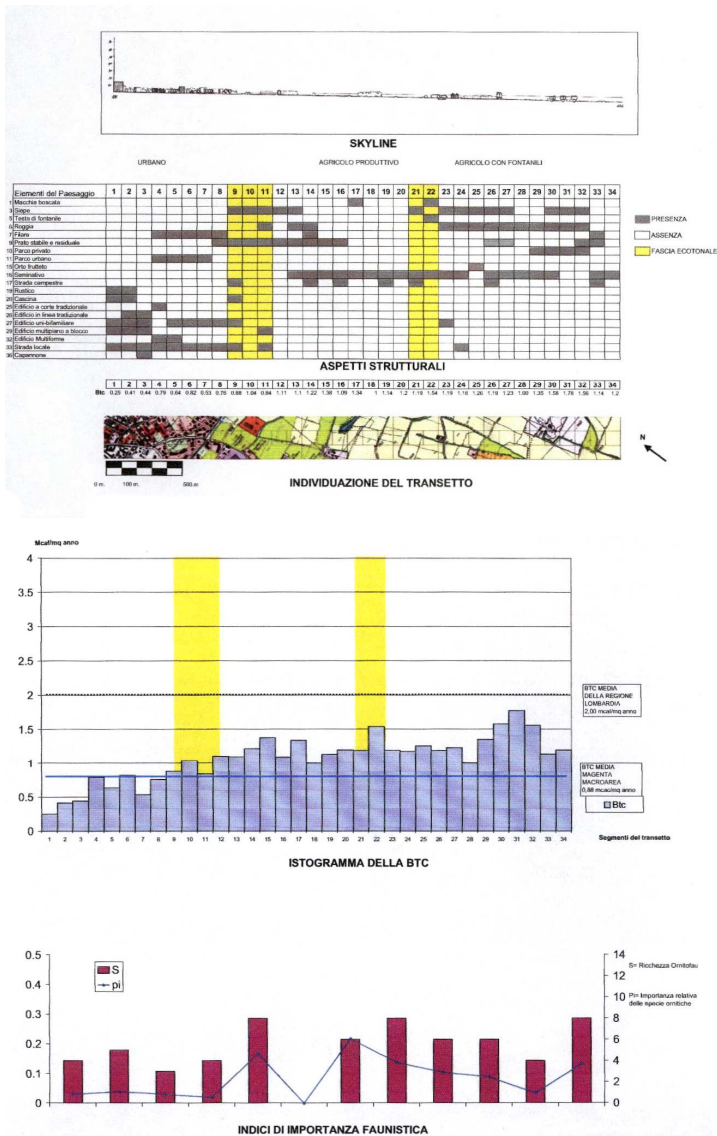 SKYLINE
URBANO AGRICOLO PRODUTTIVO AGRICOLO CON FONTANILI
Elementi del Paesaggio 1 2 3 4 5 6 7 8 9 10 11 12 13 14 15 16 17 18 19 20 21 22 23 24 25 26 27 28 29 30 31 32 33 34
1 Macchia boscata
3 Siepe
5 Testa di fontanile
6 Roggia
7 Filare
9 Prato stabile e residuale
10 Parco privato
11 Parco urbano
15 Orto frutteto
16 Seminativo
17 Strada campestre
19 Rustico
20 Cascina
25 Edificio a corte tradizionale
26 Edificio in linea tradizionale
27 Edificio uni-bifamiliare
29 Edificio multipiano a blocco
32 Edificio Multiforme
33 Strada locale
36 Capannone
PRESENZA
ASSENZA
FASCIA ECOTONALE
ASPETTI STRUTTURALI
1 2 3 4 5 6 7 8 9 10 11 12 13 14 15 16 17 18 19 20 21 22 23 24 25 26 27 28 29 30 31 32 33 34
Btc 0.25 0.41 0.44 0.79 0.64 0.82 0.53 0.76 0.88 1.04 0.84 1.11 1.1 1.22 1.38 1.09 1.34 1 1.14 1.2 1.19 1.54 1.19 1.18 1.26 1.19 1.23 1.00 1.35 1.58 1.78 1.56 1.14 1.2
N
0 m. 100 m. 500 m
INDIVIDUAZIONE DEL TRANSETTO
Mcal/mq anno
4
3.5
3
2.5
2
1.5
1
0.5
0
BTC MEDIA
DELLA REGIONE
LOMBARDIA
2,00 mcal/mq anno
BTC MEDIA
MAGENTA
MACROAREA
0,88 mcac/mq anno
Btc
1 2 3 4 5 6 7 8 9 10 11 12 13 14 15 16 17 18 19 20 21 22 23 24 25 26 27 28 29 30 31 32 33 34
Segmenti del transetto
ISTOGRAMMA DELLA BTC
0.5
0.4
0.3
0.2
0.1
0
S
pi
14
12
10
8
6
4
2
0
S= Ricchezza Ornitofau
Pi= Importanza relativa
delle specie ornitiche
INDICI DI IMPORTANZA FAUNISTICA